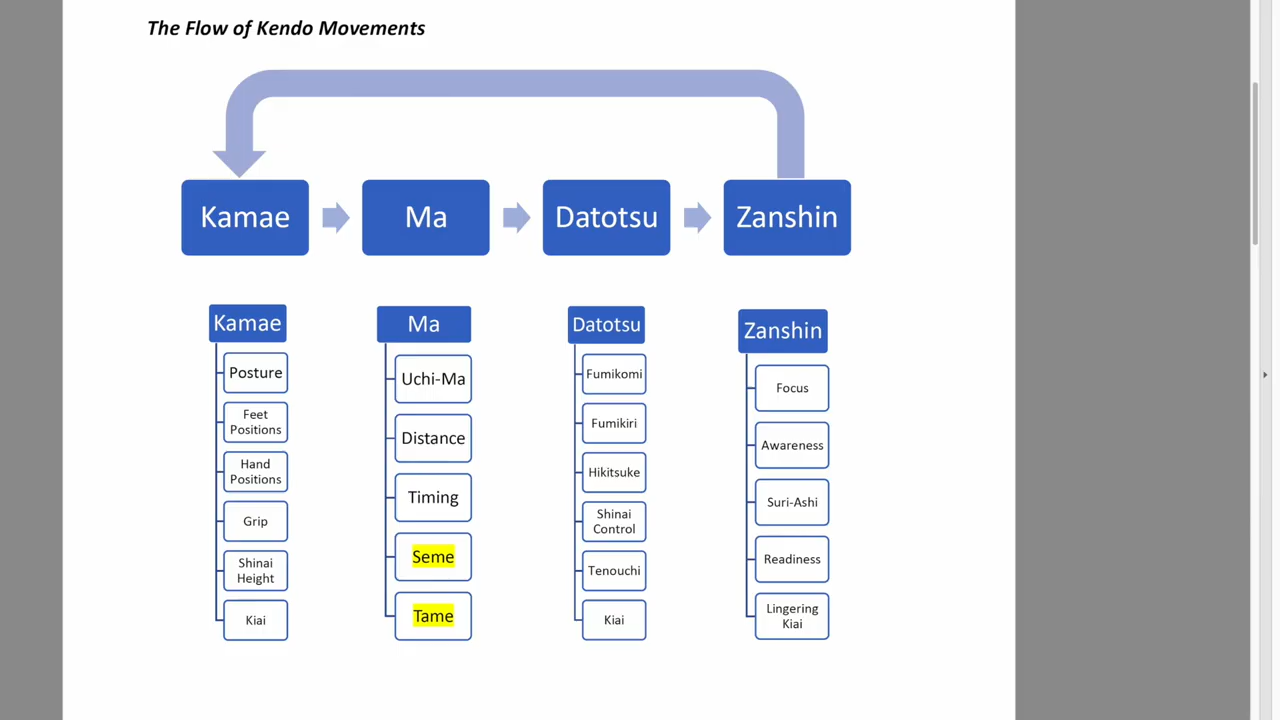 The Flow of Kendo Movements
Kamae
Ma
Datotsu
Zanshin
Kamae
Posture
Feet
Positions
Hand
Positions
Grip
Shinai
Height
Kiai
Ma
Uchi-Ma
Distance
Timing
Seme
Tame
Datotsu
Fumikomi
Fumikiri
Hikitsuke
Shinai
Control
Tenouchi
Kiai
Zanshin
Focus
Awareness
Suri-Ashi
Readiness
Lingering
Kiai